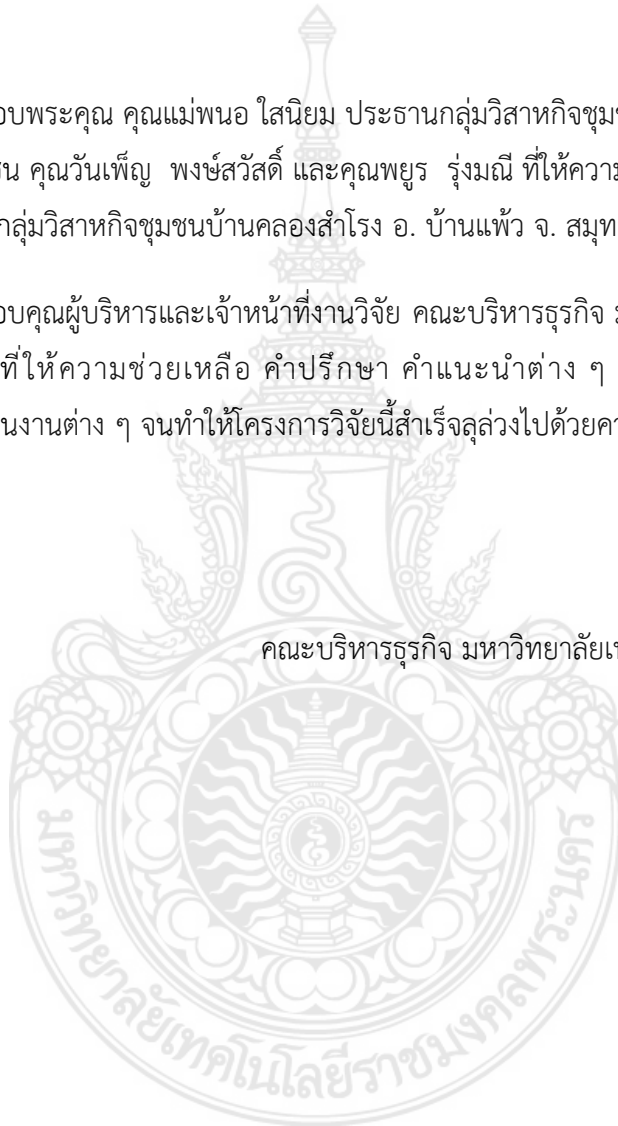 อบพระคุณ คุณแม่พนอ ใสนิยม ประธานกลุ่มวิสาหกิจชุมช
ชน คุณวันเพ็ญ พงษ์สวัสดิ์ และคุณพยูร รุ่งมณี ที่ให้ความ
กลุ่มวิสาหกิจชุมชนบ้านคลองสำโรง อ. บ้านแพ้ว จ. สมุท
อบคุณผู้บริหารและเจ้าหน้าที่งานวิจัย คณะบริหารธุรกิจ ม
ที่ให้ความช่วยเหลือ คำปรึกษา คำแนะนำต่าง ๆ
นงานต่าง ๆ จนทำให้โครงการวิจัยนี้สำเร็จลุล่วงไปด้วยคว
คณะบริหารธุรกิจ มหาวิทยาลัยเท
มหาวิทยาลัยเทคโนโลยีราชมงคลพระนคร